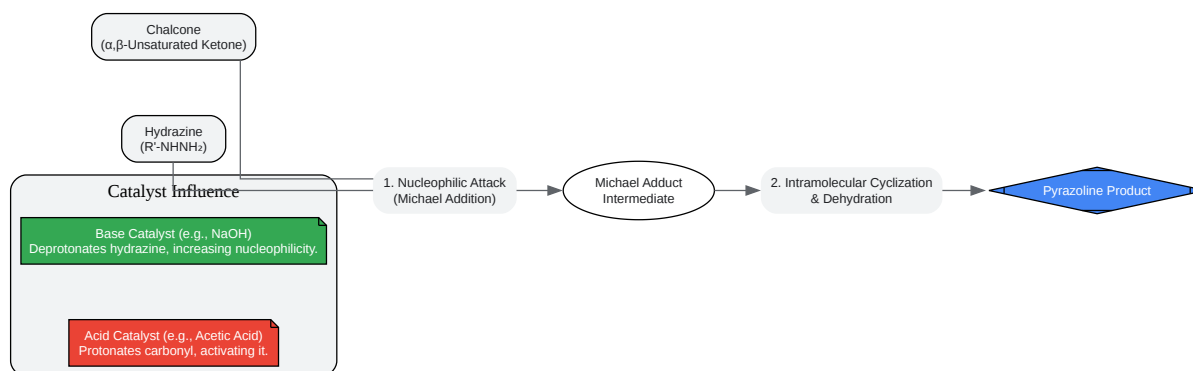 Chalcone
(α,β-Unsaturated Ketone)
Hydrazine
(R'-NHNH₂)
Catalyst Influence
Base Catalyst (e.g., NaOH)
Deprotonates hydrazine, increasing nucleophilicity.
Acid Catalyst (e.g., Acetic Acid)
Protonates carbonyl, activating it.
1. Nucleophilic Attack
(Michael Addition)
Michael Adduct
Intermediate
2. Intramolecular Cyclization
& Dehydration
Pyrazoline Product